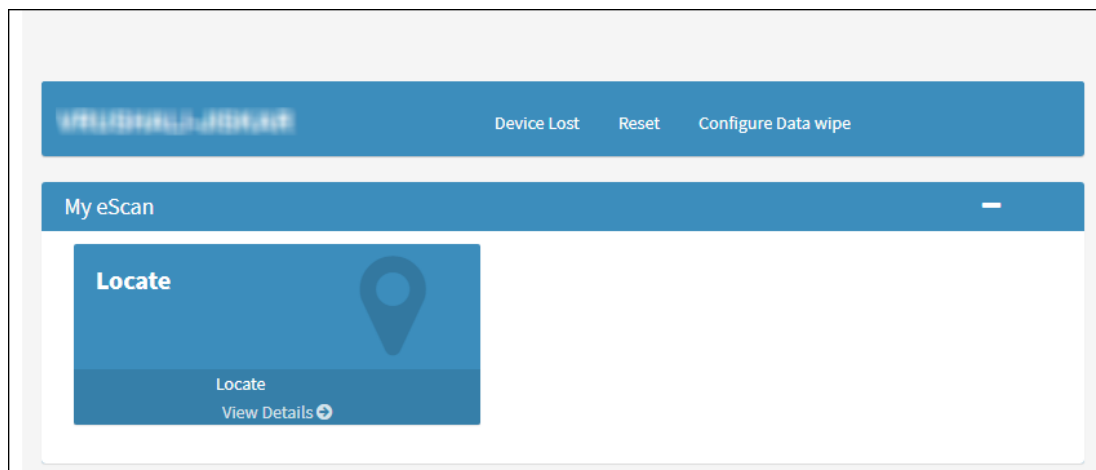 Device Lost Reset Configure Data wipe
My eScan
Locate
Locate
View Details